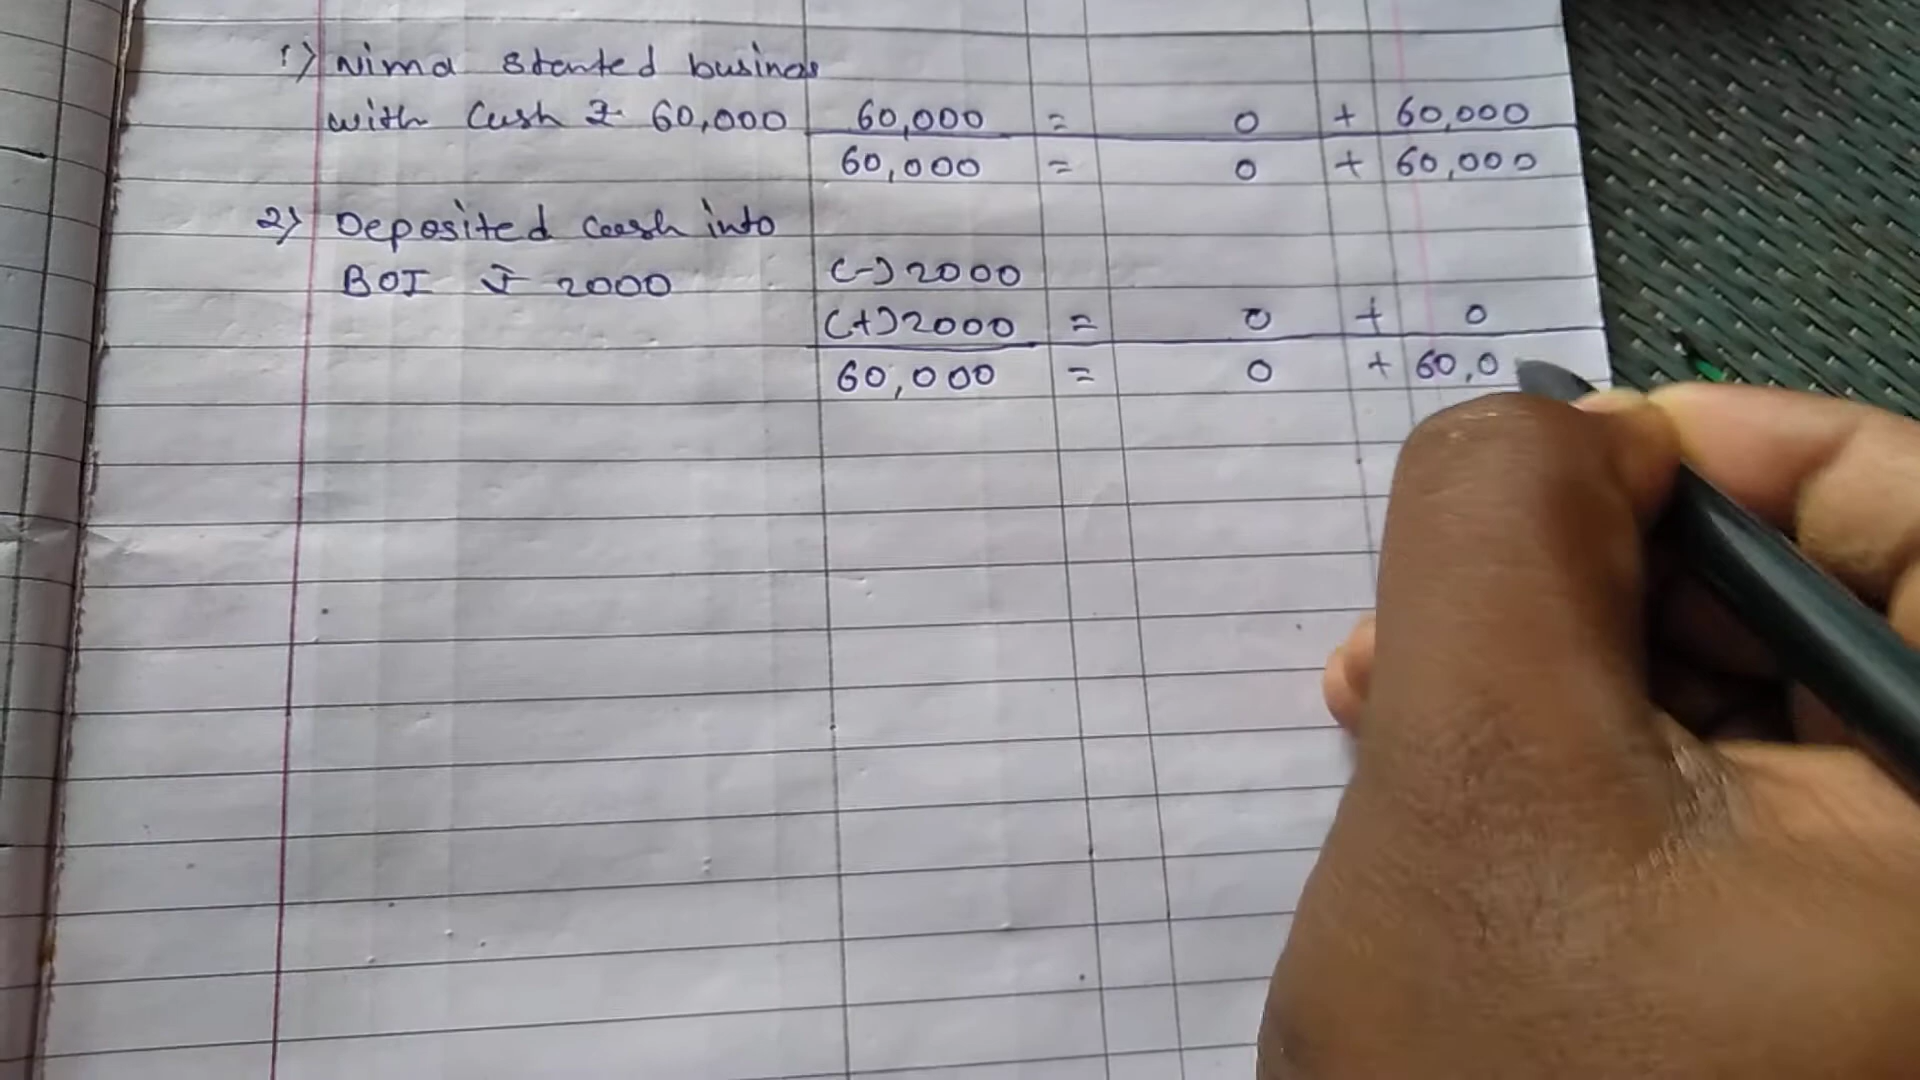 1) Nima started business
with Cash ₹ 60,000 60,000 = 0 + 60,000
60,000 = 0 + 60,000
2) Deposited Cash into
BOI ₹ 2000 (-) 2000
(+) 2000 = 0 + 0
60,000 = 0 + 60,0